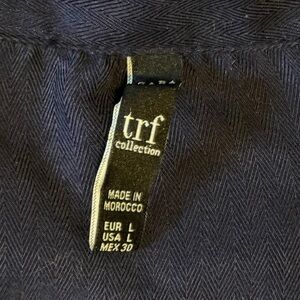 trf
collection
MADE IN
MOROCCO
EUR L
USA L
MEX 30